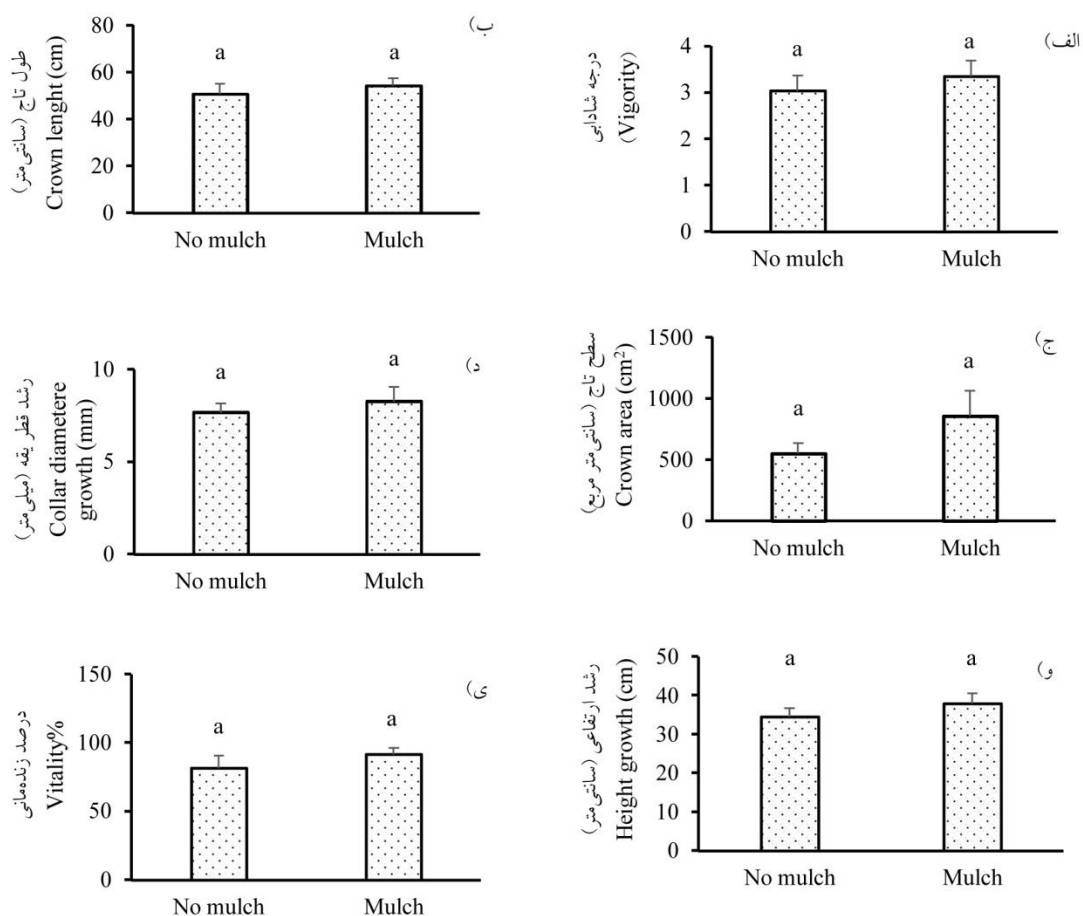 الف)
درجه شادابی
(Vigority)
4
3
2
1
0
a
a
No mulch
Mulch
ب)
طول تاج (سانتی‌متر)
Crown lenght (cm)
80
60
40
20
0
a
a
No mulch
Mulch
ج)
سطح تاج (سانتی‌متر مربع)
Crown area (cm²)
1500
1000
500
0
a
a
No mulch
Mulch
د)
رشد قطر یقه (میلی‌متر)
Collar diametere
growth (mm)
10
5
0
a
a
No mulch
Mulch
و)
رشد ارتفاعی (سانتی‌متر)
Height growth (cm)
50
40
30
20
10
0
a
a
No mulch
Mulch
ی)
درصد زنده‌مانی
Vitality%
150
100
50
0
a
a
No mulch
Mulch